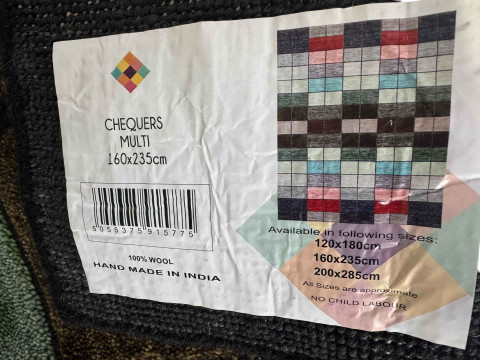 CHEQUERS
MULTI
160x235cm
5055375915775
100% WOOL
HAND MADE IN INDIA
Available in following sizes:
120x180cm
160x235cm
200x285cm
All Sizes are approximate
NO CHILD LABOUR